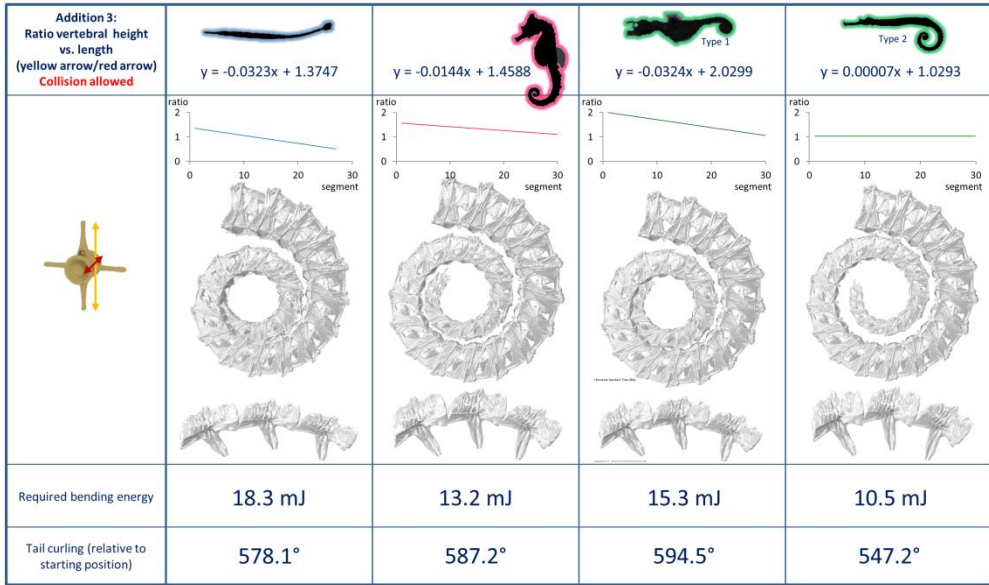 Addition 3:
Ratio vertebral height
vs. length
(yellow arrow/red arrow)
Collision allowed
y = -0.0323x + 1.3747
y = -0.0144x + 1.4588
Type 1
y = -0.0324x + 2.0299
Type 2
y = 0.00007x + 1.0293
ratio
2
1
0
0 10 20 30
segment
ratio
2
1
0
0 10 20 30
segment
ratio
2
1
0
0 10 20 30
segment
ratio
2
1
0
0 10 20 30
segment
Required bending energy
18.3 mJ
13.2 mJ
15.3 mJ
10.5 mJ
Tail curling (relative to
starting position)
578.1°
587.2°
594.5°
547.2°